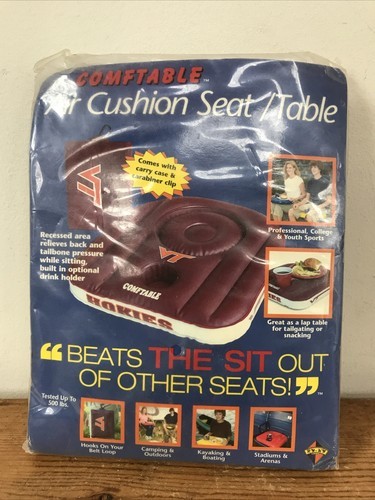 COMFTABLE™
Air Cushion Seat/Table
Comes with
carry case &
carabiner clip
VT
VT
Recessed area
relieves back and
tailbone pressure
while sitting,
built in optional
drink holder
COMFTABLE
HOKIES
Professional, College
& Youth Sports
Great as a lap table
for tailgating or
snacking
“BEATS THE SIT OUT
OF OTHER SEATS!”™
Tested Up To
500 lbs.
Hooks On Your
Belt Loop
Camping &
Outdoors
Kayaking &
Boating
Stadiums &
Arenas